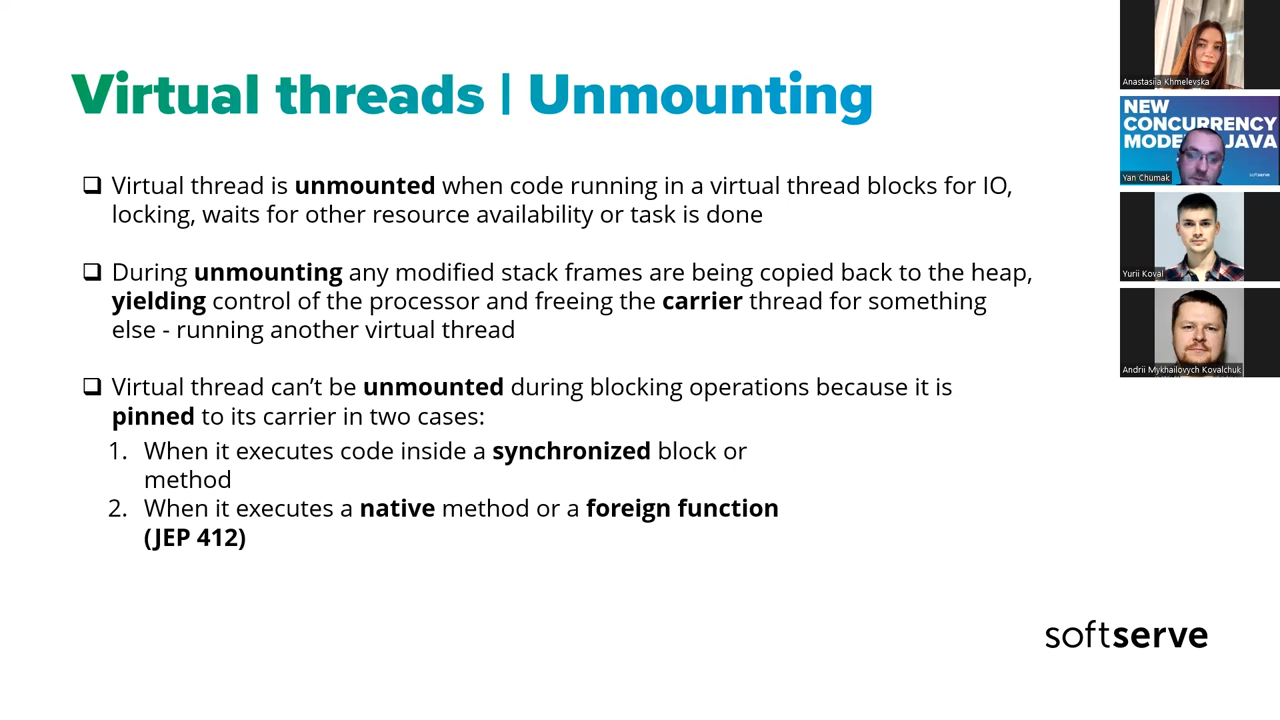 Virtual threads | Unmounting
Virtual thread is unmounted when code running in a virtual thread blocks for IO,
locking, waits for other resource availability or task is done
During unmounting any modified stack frames are being copied back to the heap,
yielding control of the processor and freeing the carrier thread for something
else - running another virtual thread
Virtual thread can't be unmounted during blocking operations because it is
pinned to its carrier in two cases:
1. When it executes code inside a synchronized block or
method
2. When it executes a native method or a foreign function
(JEP 412)
softserve
Anastasiia Khmelevska
NEW
CONCURRENCY
JAVA
Yan Chumak
softserve
Yurii Koval
Andrii Mykhailovych Kovalchuk